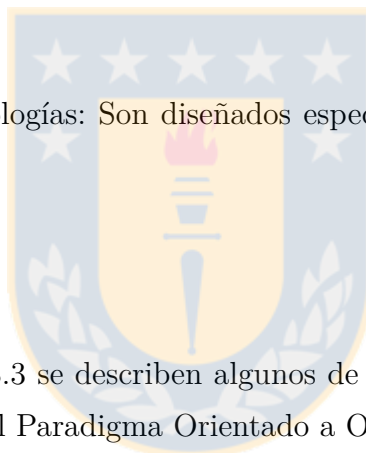 logías: Son diseñados espec
.3 se describen algunos de
l Paradigma Orientado a O